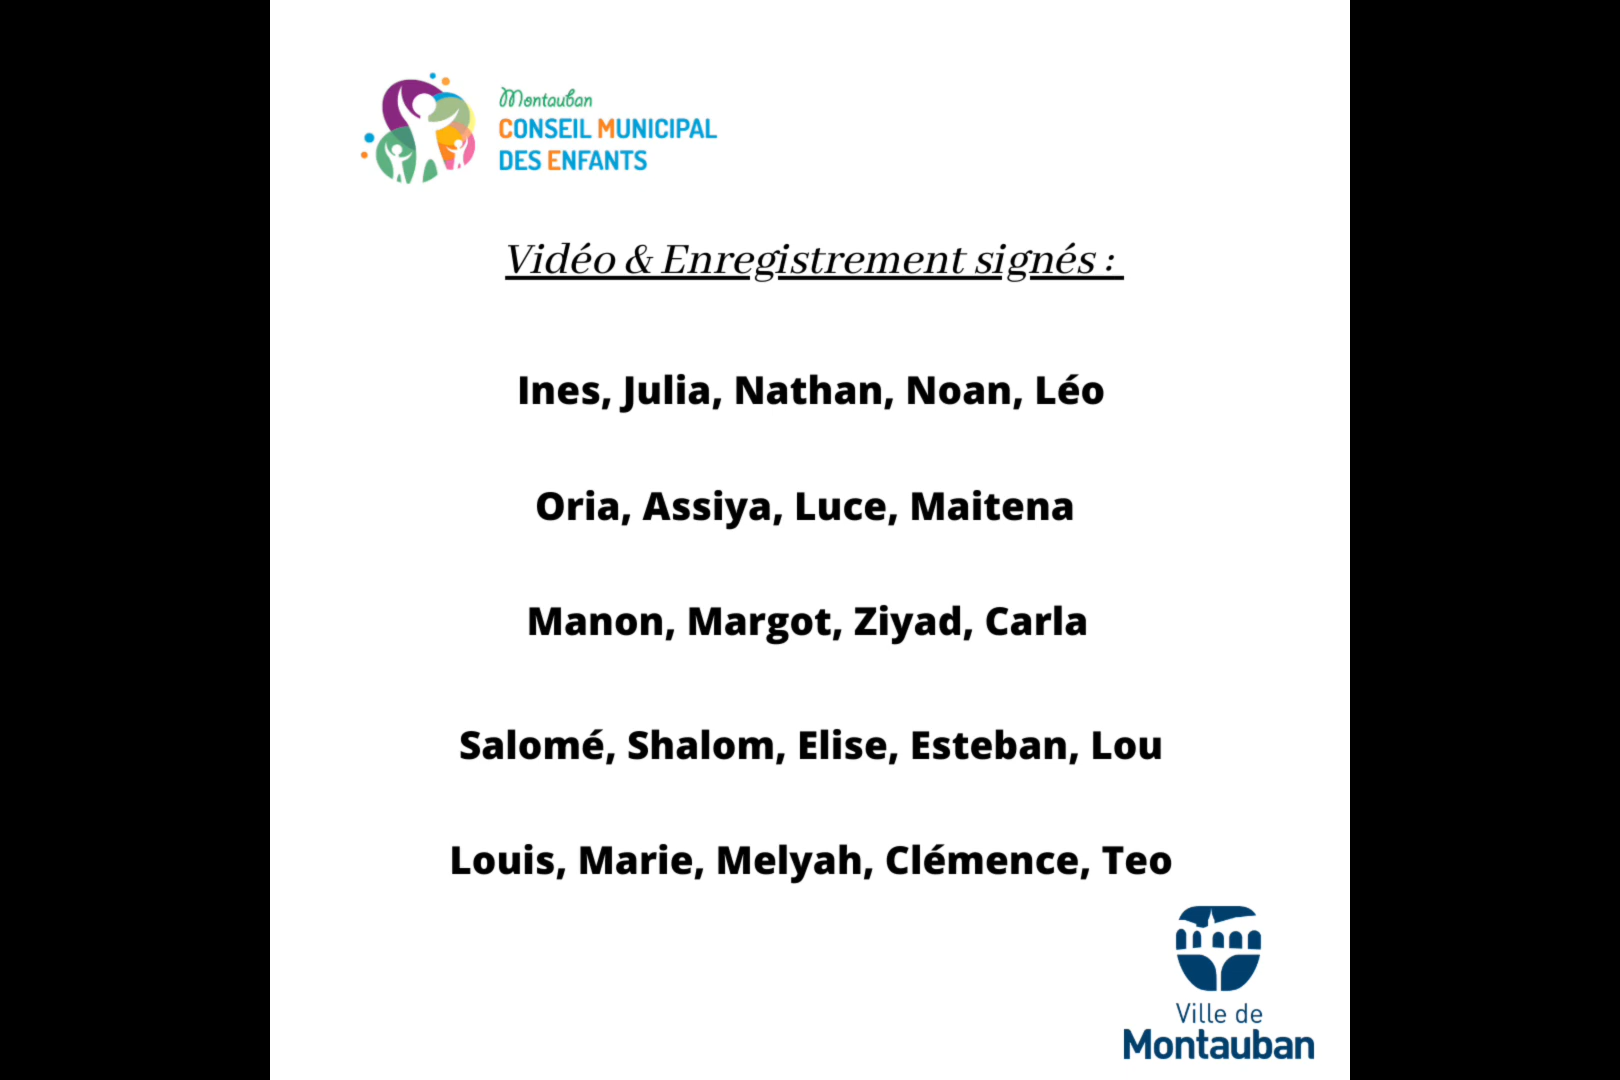 Montauban
CONSEIL MUNICIPAL
DES ENFANTS
Vidéo & Enregistrement signés :
Ines, Julia, Nathan, Noan, Léo
Oria, Assiya, Luce, Maitena
Manon, Margot, Ziyad, Carla
Salomé, Shalom, Elise, Esteban, Lou
Louis, Marie, Melyah, Clémence, Teo
Ville de
Montauban